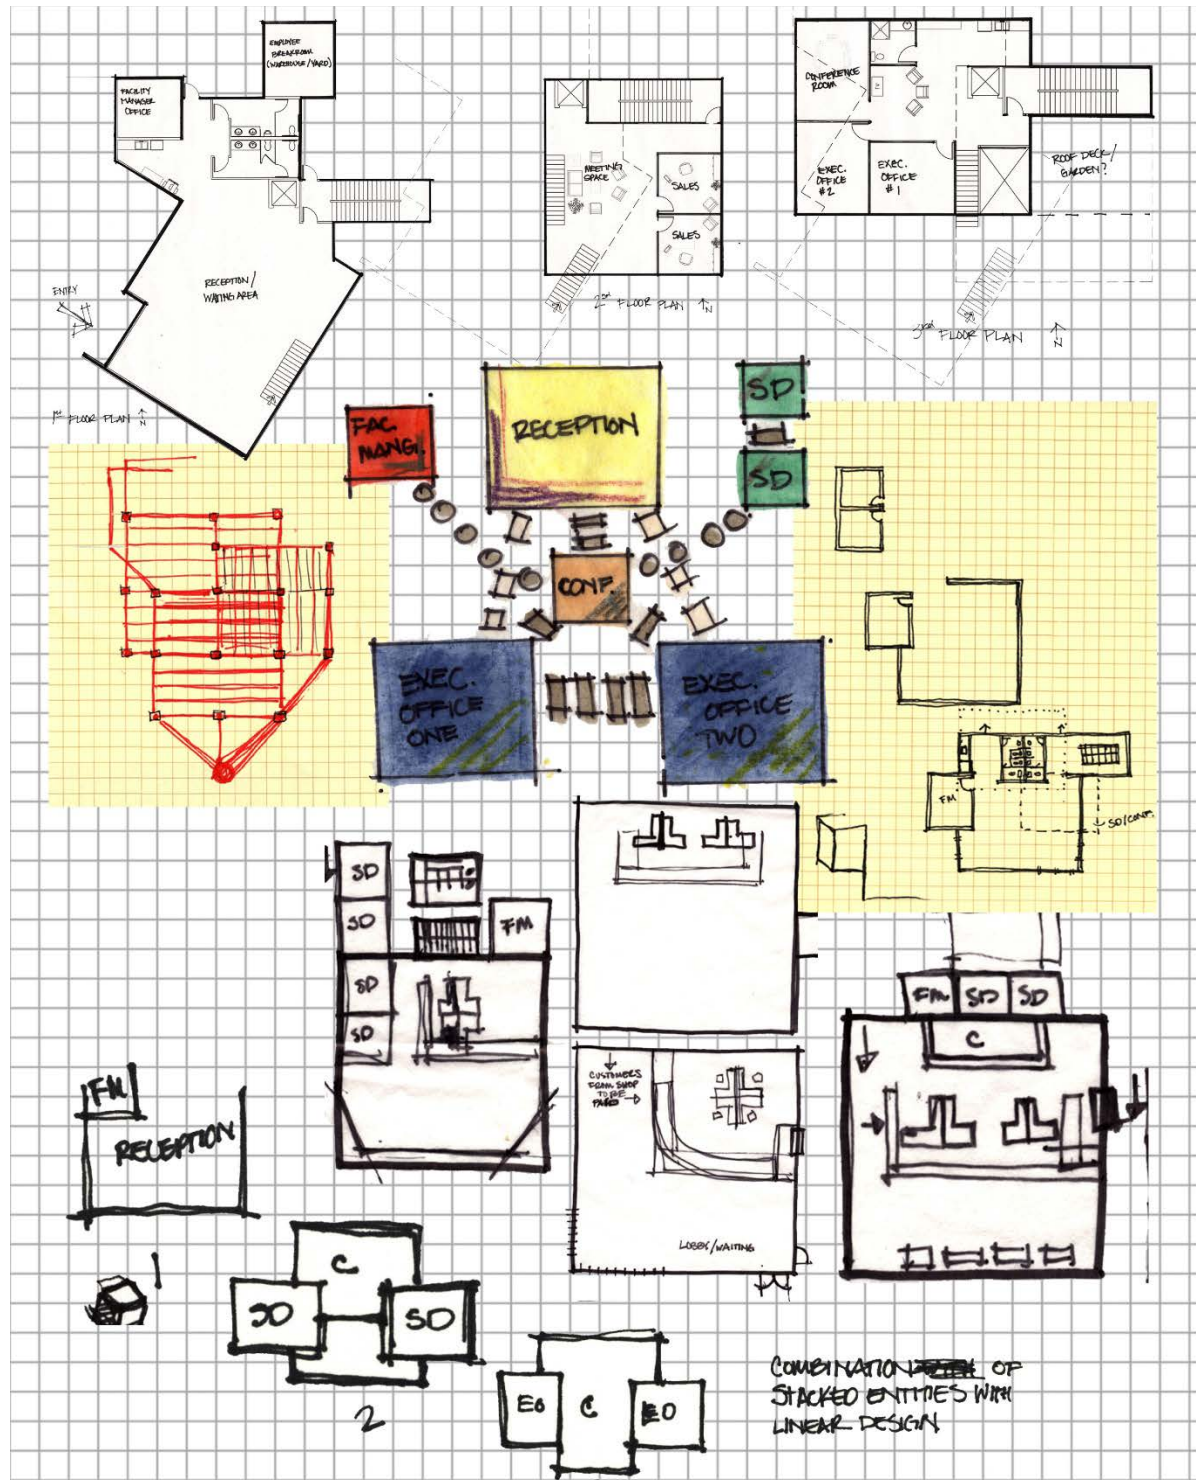 EMPLOYEE
BREAKROOM
(WAREHOUSE/YARD)
FACILITY
MANAGER
OFFICE
RECEPTION/
WAITING AREA
ENTRY
1ST FLOOR PLAN
N
MEETING
SPACE
SALES
SALES
2ND FLOOR PLAN
N
CONFERENCE
ROOM
EXEC.
OFFICE
#2
EXEC.
OFFICE
#1
ROOF DECK/
GARDEN?
3RD FLOOR PLAN
N
FAC.
MANG.
RECEPTION
SD
SD
CONF.
EXEC.
OFFICE
ONE
EXEC.
OFFICE
TWO
FM
SD/CONF.
SD
SD
FM
SD
SD
CUSTOMERS
FROM SHOP
TO BE
PAID
LOBBY/WAITING
FM
SD
SD
C
FM
RECEPTION
1
C
SD
SD
2
EO
C
EO
COMBINATION OF
STACKED ENTITIES WITH
LINEAR DESIGN